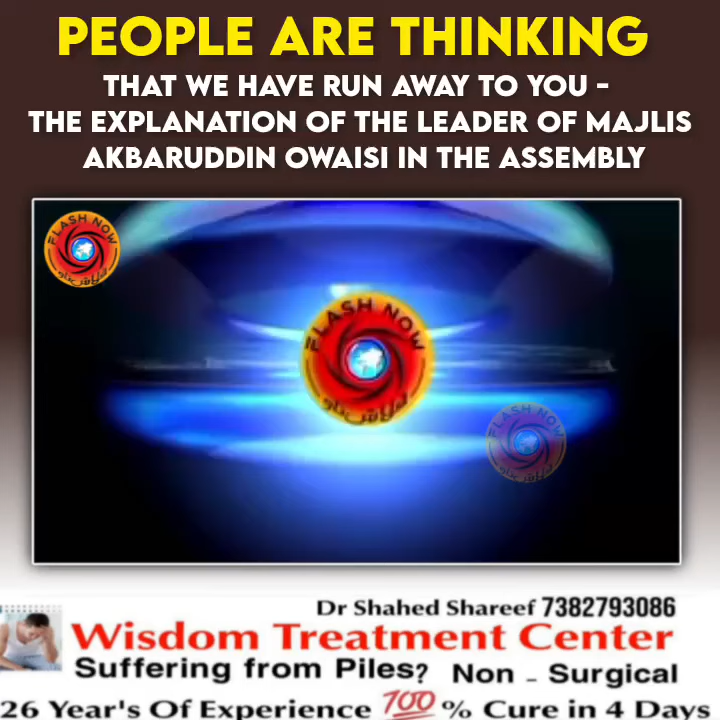 PEOPLE ARE THINKING
THAT WE HAVE RUN AWAY TO YOU -
THE EXPLANATION OF THE LEADER OF MAJLIS
AKBARUDDIN OWAISI IN THE ASSEMBLY
FLASH NOW
FLASH NOW
FLASH NOW
Dr Shahed Shareef 7382793086
Wisdom Treatment Center
Suffering from Piles? Non - Surgical
26 Year's Of Experience 100 % Cure in 4 Days